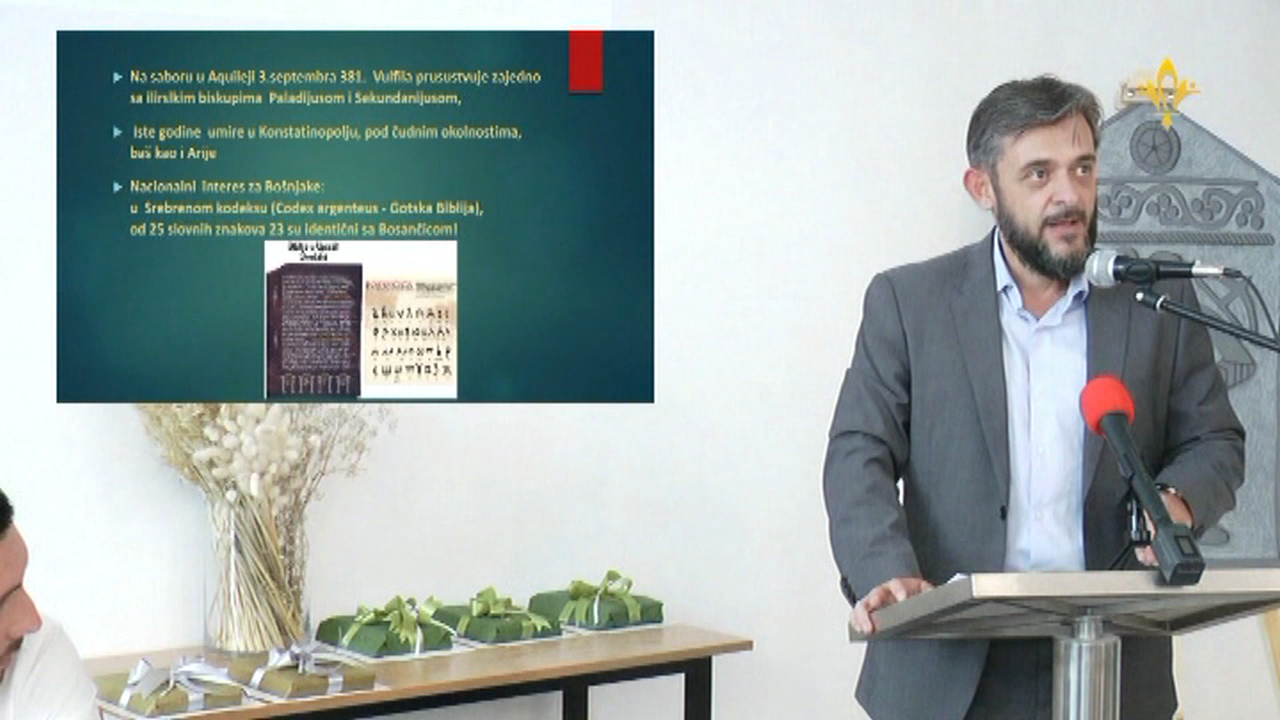 Na saboru u Aquileji 3.septembra 381. Vulfila prusustvuje zajedno
sa ilirslkim biskupima Paladijusom i Sekundanijusom,
Iste godine umire u Konstatinopolju, pod čudnim okolnostima,
baš kao i Arije
Nacionalni interes za Bošnjake:
u Srebrenom kodeksu (Codex argenteus - Gotska Biblija),
od 25 slovnih znakova 23 su identični sa Bosančicom!